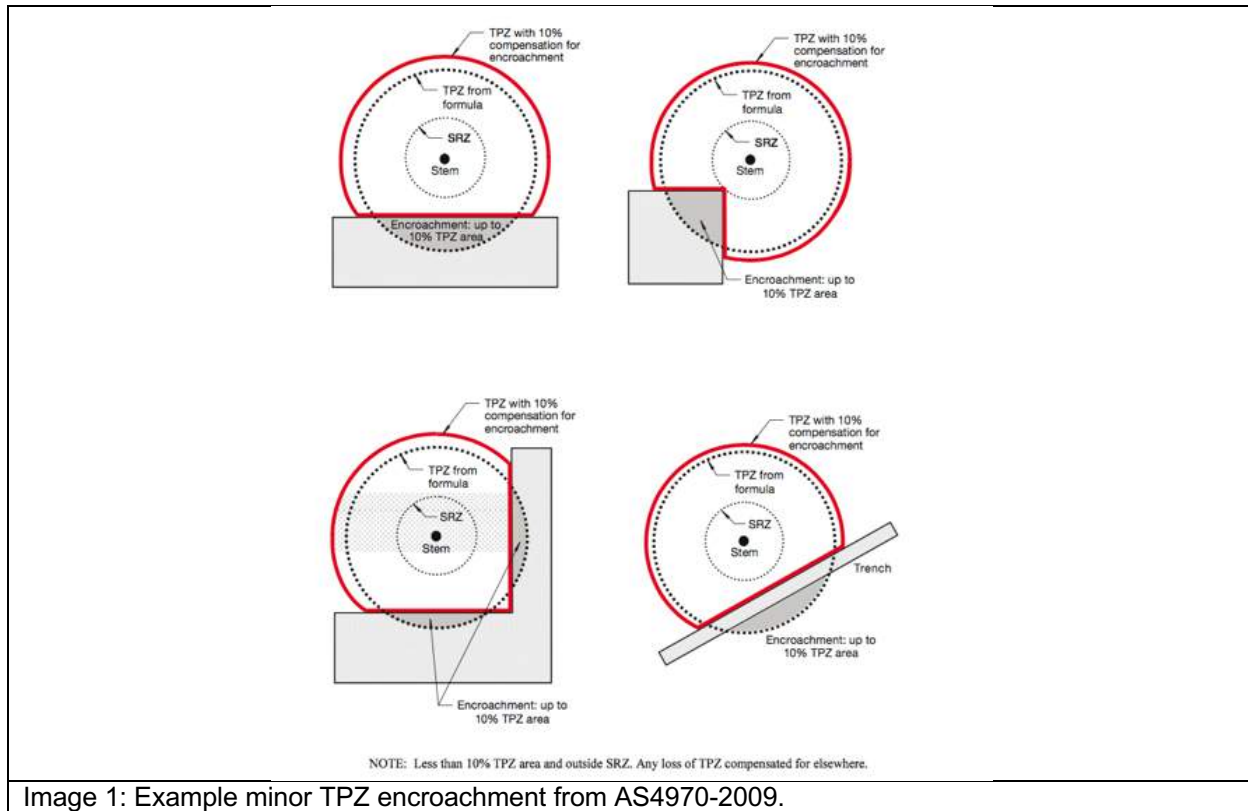 TPZ with 10%
compensation for
encroachment
TPZ from
formula
SRZ
Stem
Encroachment: up to
10% TPZ area
TPZ with 10%
compensation for
encroachment
TPZ from
formula
SRZ
Stem
Encroachment: up to
10% TPZ area
TPZ with 10%
compensation for
encroachment
TPZ from
formula
SRZ
Stem
Encroachment: up to
10% TPZ area
TPZ with 10%
compensation for
encroachment
TPZ from
formula
SRZ
Stem
Trench
Encroachment: up to
10% TPZ area
NOTE: Less than 10% TPZ area and outside SRZ. Any loss of TPZ compensated for elsewhere.
Image 1: Example minor TPZ encroachment from AS4970-2009.